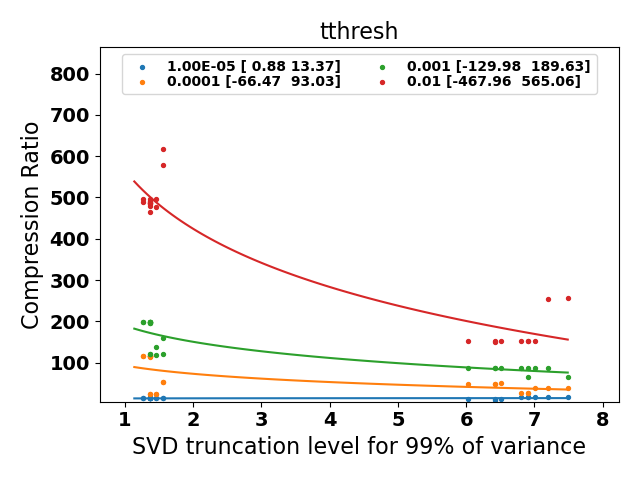 tthresh
1.00E-05 [ 0.88 13.37]
0.0001 [-66.47  93.03]
0.001 [-129.98  189.63]
0.01 [-467.96  565.06]
Compression Ratio
800
700
600
500
400
300
200
100
1 2 3 4 5 6 7 8
SVD truncation level for 99% of variance